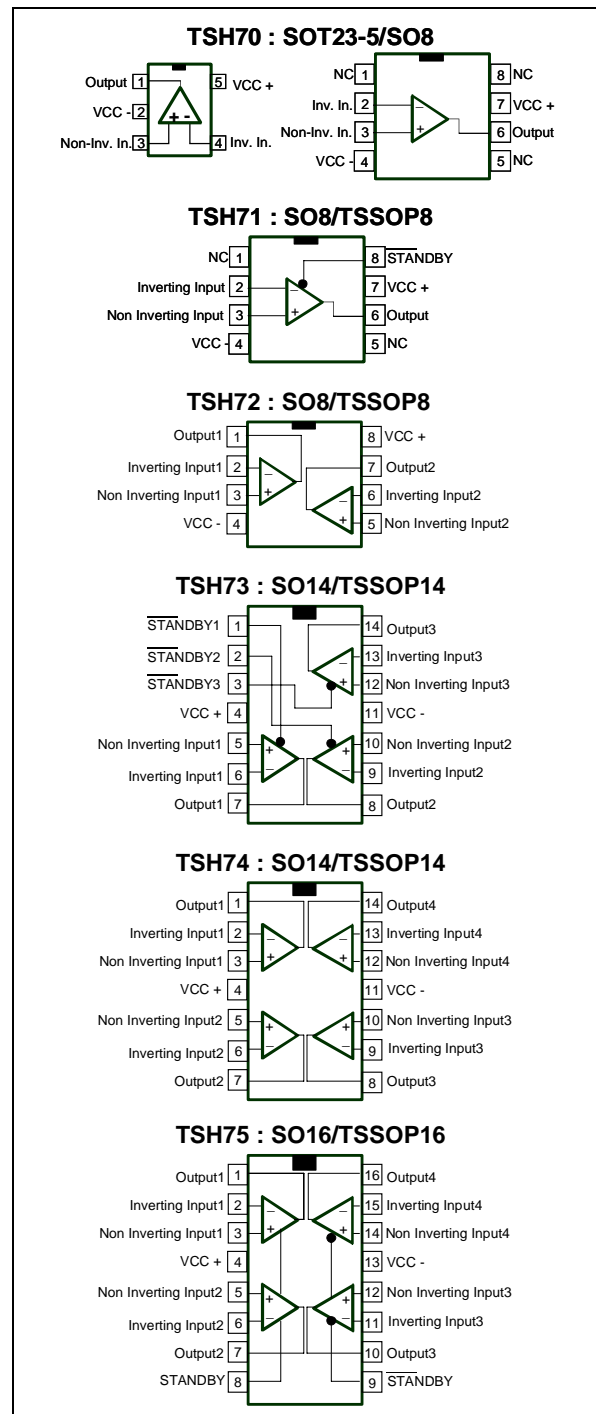 TSH70 : SOT23-5/SO8
Output 1 5 VCC +
VCC - 2
Non-Inv. In. 3 4 Inv. In.
+ -
NC 1 8 NC
Inv. In. 2 _ 7 VCC +
Non-Inv. In. 3 + 6 Output
VCC - 4 5 NC
TSH71 : SO8/TSSOP8
NC 1 8 STANDBY
Inverting Input 2 _ 7 VCC +
Non Inverting Input 3 + 6 Output
VCC - 4 5 NC
TSH72 : SO8/TSSOP8
Output1 1 8 VCC +
Inverting Input1 2 _ 7 Output2
Non Inverting Input1 3 + _ 6 Inverting Input2
VCC - 4 + 5 Non Inverting Input2
TSH73 : SO14/TSSOP14
STANDBY1 1 14 Output3
STANDBY2 2 _ 13 Inverting Input3
STANDBY3 3 + 12 Non Inverting Input3
VCC + 4 11 VCC -
Non Inverting Input1 5 + + 10 Non Inverting Input2
Inverting Input1 6 _ _ 9 Inverting Input2
Output1 7 8 Output2
TSH74 : SO14/TSSOP14
Output1 1 14 Output4
Inverting Input1 2 _ _ 13 Inverting Input4
Non Inverting Input1 3 + + 12 Non Inverting Input4
VCC + 4 11 VCC -
Non Inverting Input2 5 + + 10 Non Inverting Input3
Inverting Input2 6 _ _ 9 Inverting Input3
Output2 7 8 Output3
TSH75 : SO16/TSSOP16
Output1 1 16 Output4
Inverting Input1 2 _ _ 15 Inverting Input4
Non Inverting Input1 3 + + 14 Non Inverting Input4
VCC + 4 13 VCC -
Non Inverting Input2 5 + + 12 Non Inverting Input3
Inverting Input2 6 _ _ 11 Inverting Input3
Output2 7 10 Output3
STANDBY 8 9 STANDBY